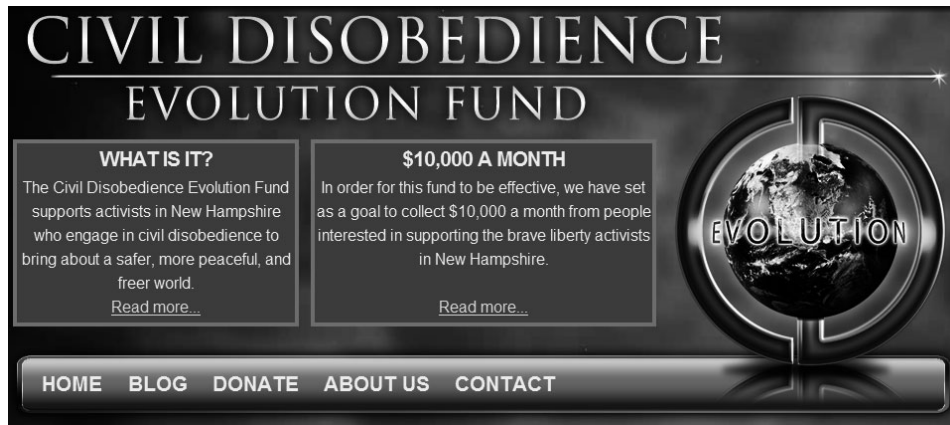 CIVIL DISOBEDIENCE
EVOLUTION FUND
WHAT IS IT?
The Civil Disobedience Evolution Fund
supports activists in New Hampshire
who engage in civil disobedience to
bring about a safer, more peaceful, and
freer world.
Read more...
$10,000 A MONTH
In order for this fund to be effective, we have set
as a goal to collect $10,000 a month from people
interested in supporting the brave liberty activists
in New Hampshire.
Read more...
EVOLUTION
HOME BLOG DONATE ABOUT US CONTACT